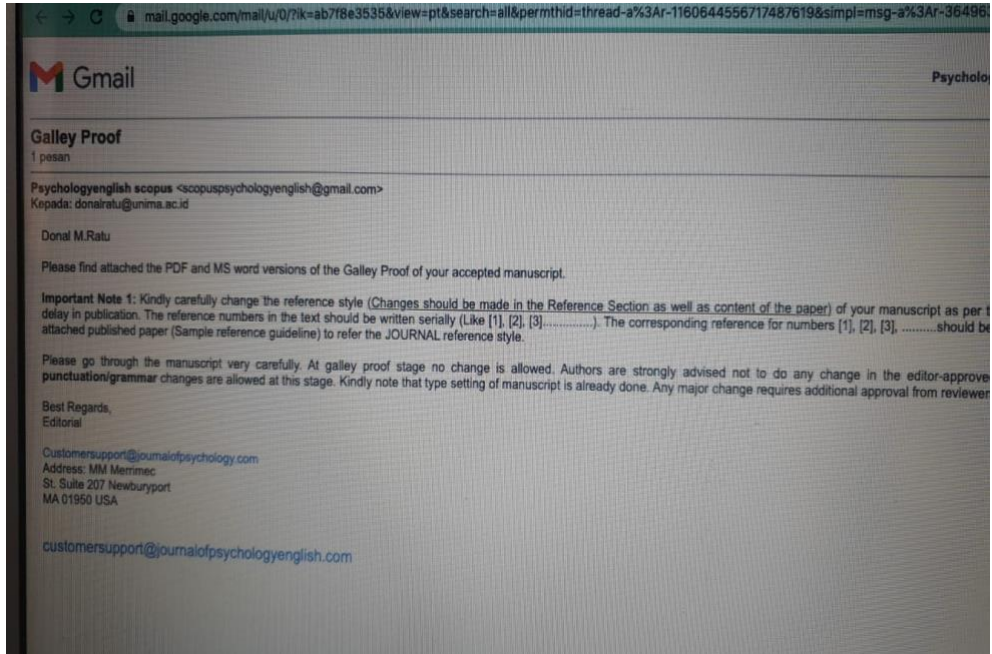 mail.google.com/mail/u/0/?ik=ab7f8e3535&view=pt&search=all&permthid=thread-a%3Ar-1160644556717487619&simpl=msg-a%3Ar-36496
Gmail
Psycholo
Galley Proof
1 pesan
Psychologyenglish scopus <scopuspsychologyenglish@gmail.com>
Kepada: donalratu@unima.ac.id
Donal M.Ratu
Please find attached the PDF and MS word versions of the Galley Proof of your accepted manuscript.
Important Note 1: Kindly carefully change the reference style (Changes should be made in the Reference Section as well as content of the paper) of your manuscript as per
delay in publication. The reference numbers in the text should be written serially (Like [1], [2], [3]..............). The corresponding reference for numbers [1], [2], [3], ..........should be
attached published paper (Sample reference guideline) to refer the JOURNAL reference style.
Please go through the manuscript very carefully. At galley proof stage no change is allowed. Authors are strongly advised not to do any change in the editor-approve
punctuation/grammar changes are allowed at this stage. Kindly note that type setting of manuscript is already done. Any major change requires additional approval from reviewer
Best Regards,
Editorial
Customersupport@journalofpsychology.com
Address: MM Merrimec
St. Suite 207 Newburyport
MA 01950 USA
customersupport@journalofpsychologyenglish.com